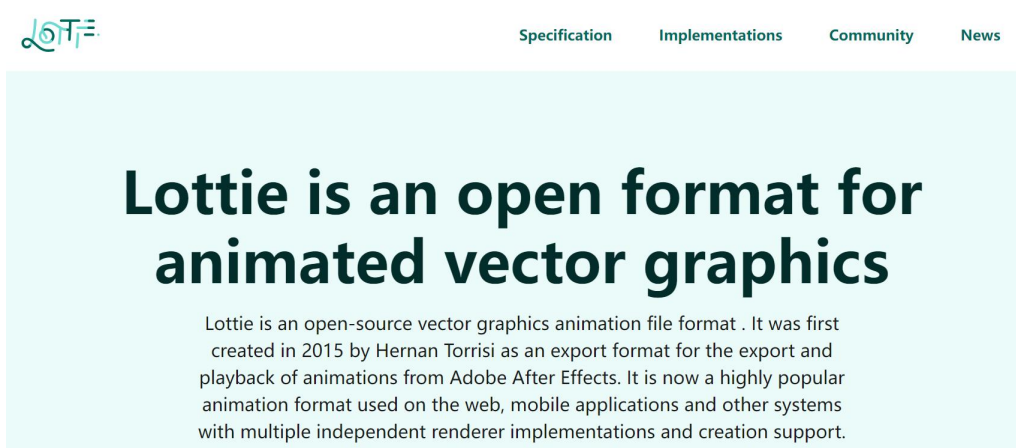 LOTTIE
Specification Implementations Community News
Lottie is an open format for
animated vector graphics
Lottie is an open-source vector graphics animation file format . It was first
created in 2015 by Hernan Torrisi as an export format for the export and
playback of animations from Adobe After Effects. It is now a highly popular
animation format used on the web, mobile applications and other systems
with multiple independent renderer implementations and creation support.